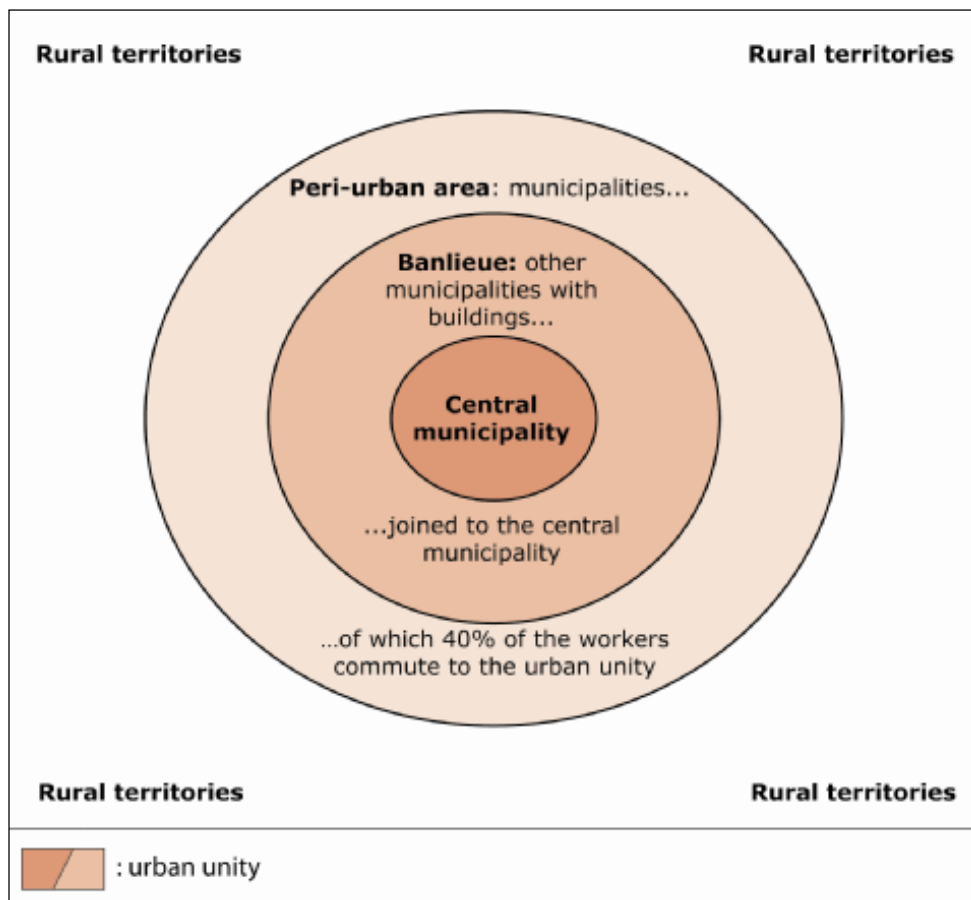 Rural territories
Rural territories
Peri-urban area: municipalities...
Banlieue: other
municipalities with
buildings...
Central
municipality
...joined to the central
municipality
...of which 40% of the workers
commute to the urban unity
Rural territories
Rural territories
: urban unity